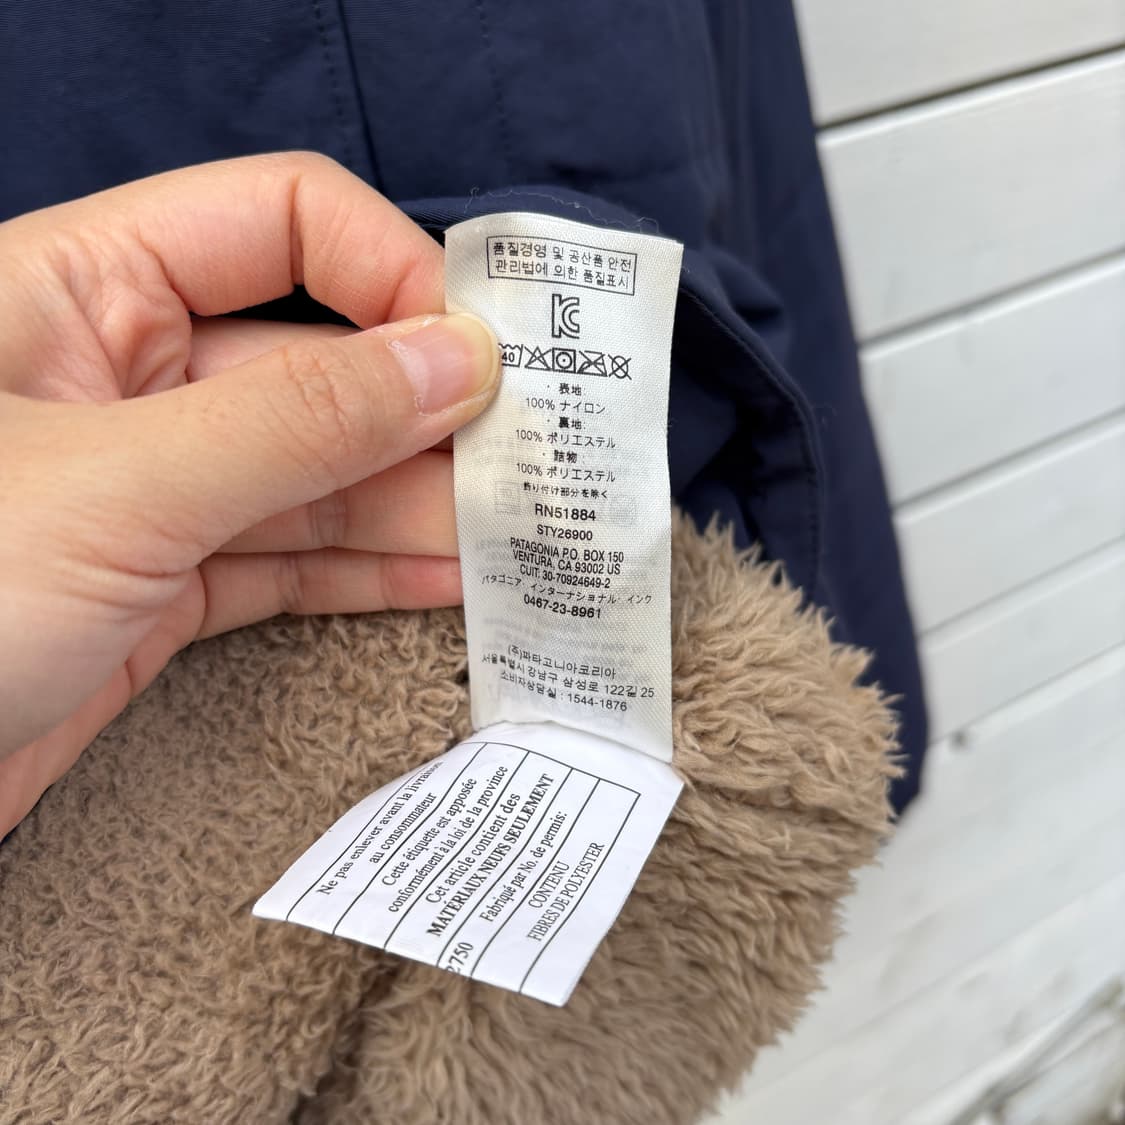 품질경영 및 공산품 안전
관리법에 의한 품질표시
KC
40
· 表地:
100% ナイロン
· 裏地:
100% ポリエステル
· 詰物:
100% ポリエステル
飾り付け部分を除く
RN51884
STY26900
PATAGONIA P.O. BOX 150
VENTURA, CA 93002 US
CUIT: 30-70924649-2
パタゴニア・インターナショナル・インク
0467-23-8961
(주)파타고니아코리아
서울특별시 강남구 삼성로 122길 25
소비자상담실 : 1544-1876
Ne pas enlever avant la livraison
au consommateur
Cette étiquette est apposée
conformément à la loi de la province
Cet article contient des
MATÉRIAUX NEUFS SEULEMENT
Fabriqué par No. de permis:
2750
CONTENU
FIBRES DE POLYESTER